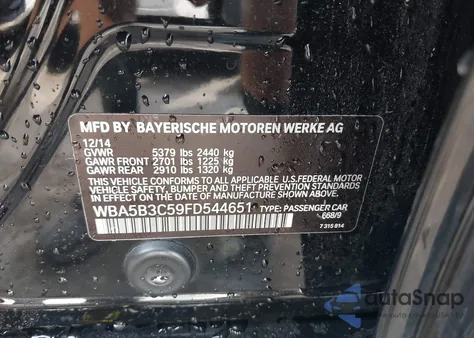 MFD BY BAYERISCHE MOTOREN WERKE AG
12/14
GVWR 5379 lbs 2440 kg
GAWR FRONT 2701 lbs 1225 kg
GAWR REAR 2910 lbs 1320 kg
THIS VEHICLE CONFORMS TO ALL APPLICABLE
U.S.FEDERAL MOTOR
VEHICLE SAFETY, BUMPER AND THEFT
PREVENTION STANDARDS IN EFFECT ON THE DATE
OF MANUFACTURE SHOWN ABOVE.
WBA5B3C59FD544651 TYPE: PASSENGER CAR
668/9
7 315 814
autoSnap